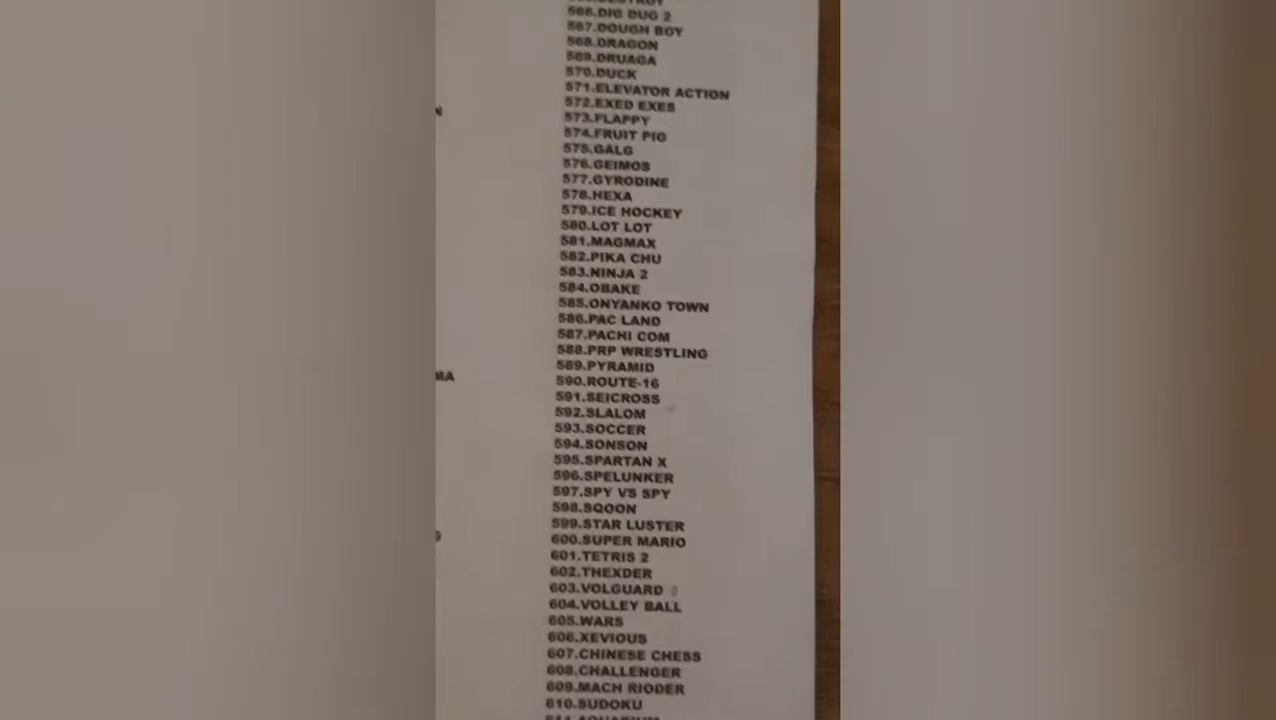 566.DIG DUG 2
567.DOUGH BOY
568.DRAGON
569.DRUAGA
570.DUCK
571.ELEVATOR ACTION
572.EXED EXES
573.FLAPPY
574.FRUIT PIG
575.GALG
576.GEIMOS
577.GYRODINE
578.HEXA
579.ICE HOCKEY
580.LOT LOT
581.MAGMAX
582.PIKA CHU
583.NINJA 2
584.OBAKE
585.ONYANKO TOWN
586.PAC LAND
587.PACHI COM
588.PRP WRESTLING
589.PYRAMID
590.ROUTE-16
591.SEICROSS
592.SLALOM
593.SOCCER
594.SONSON
595.SPARTAN X
596.SPELUNKER
597.SPY VS SPY
598.SQOON
599.STAR LUSTER
600.SUPER MARIO
601.TETRIS 2
602.THEXDER
603.VOLGUARD
604.VOLLEY BALL
605.WARS
606.XEVIOUS
607.CHINESE CHESS
608.CHALLENGER
609.MACH RIODER
610.SUDOKU